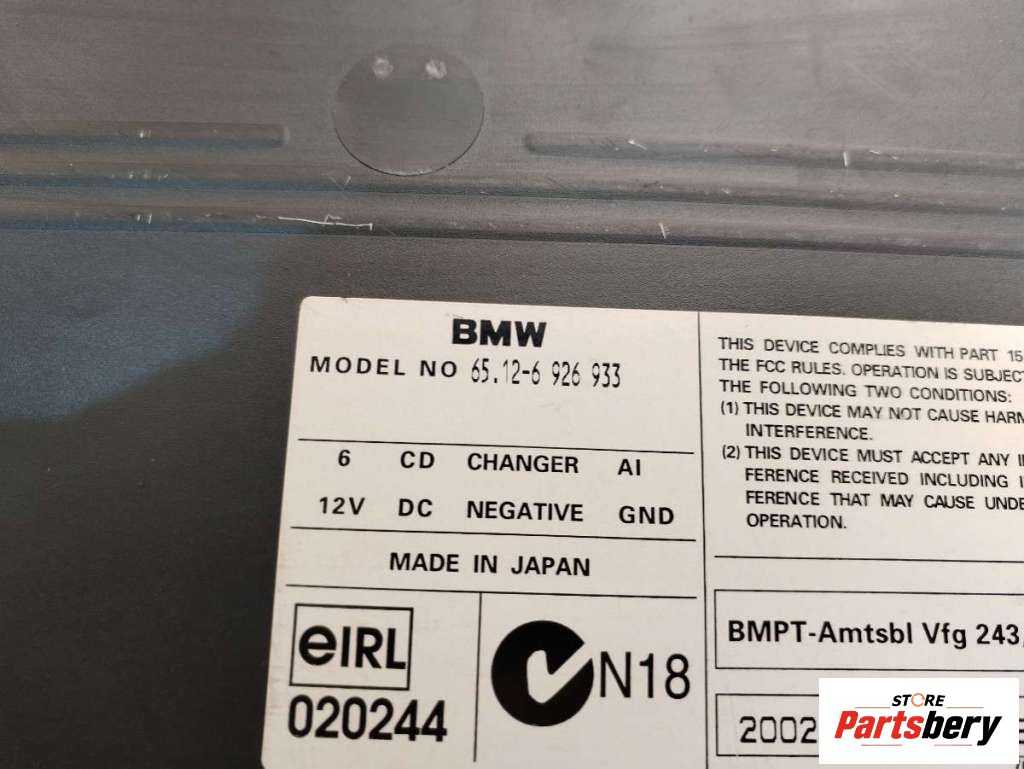 BMW
MODEL NO 65.12-6 926 933
6 CD CHANGER AI
12V DC NEGATIVE GND
MADE IN JAPAN
eIRL
020244
N18
THIS DEVICE COMPLIES WITH PART 15
THE FCC RULES. OPERATION IS SUBJECT
THE FOLLOWING TWO CONDITIONS:
(1) THIS DEVICE MAY NOT CAUSE HARM
INTERFERENCE.
(2) THIS DEVICE MUST ACCEPT ANY
FERENCE RECEIVED INCLUDING
FERENCE THAT MAY CAUSE UNDE
OPERATION.
BMPT-Amtsbl Vfg 243,
2002
STORE
Partsbery